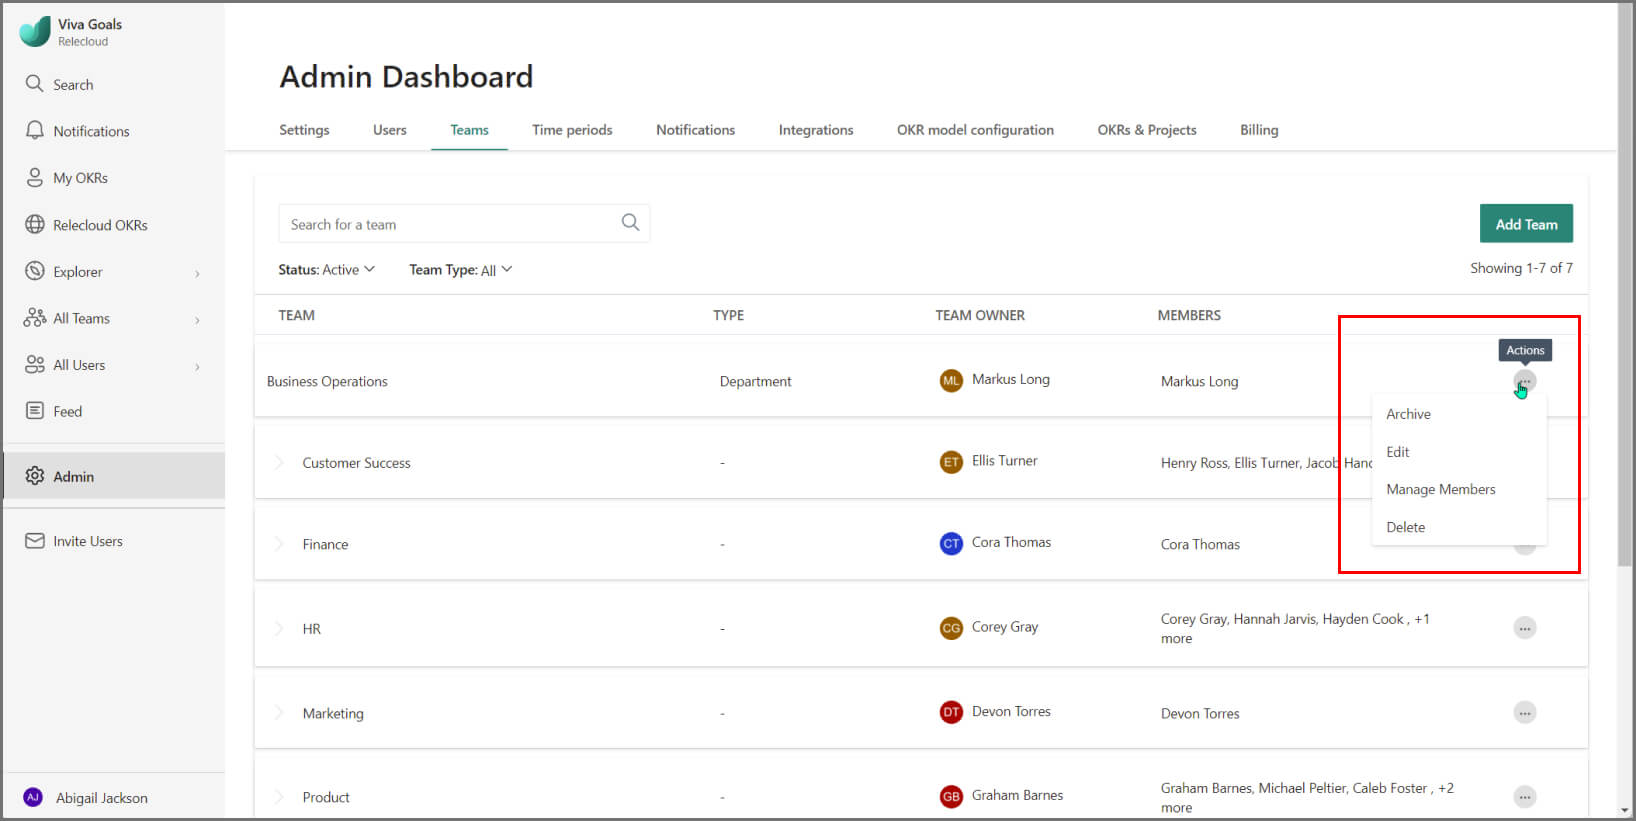 Viva Goals
Relecloud
Search
Notifications
My OKRs
Relecloud OKRs
Explorer
All Teams
All Users
Feed
Admin
Invite Users
AJ Abigail Jackson
Admin Dashboard
Settings Users Teams Time periods Notifications Integrations OKR model configuration OKRs & Projects Billing
Search for a team
Add Team
Status: Active Team Type: All
Showing 1-7 of 7
TEAM TYPE TEAM OWNER MEMBERS
Actions
Business Operations Department ML Markus Long Markus Long
Archive
Edit
Manage Members
Delete
Customer Success - ET Ellis Turner Henry Ross, Ellis Turner, Jacob Hanc
Finance - CT Cora Thomas Cora Thomas
HR - CG Corey Gray Corey Gray, Hannah Jarvis, Hayden Cook , +1
more
Marketing - DT Devon Torres Devon Torres
Product - GB Graham Barnes Graham Barnes, Michael Peltier, Caleb Foster , +2
more